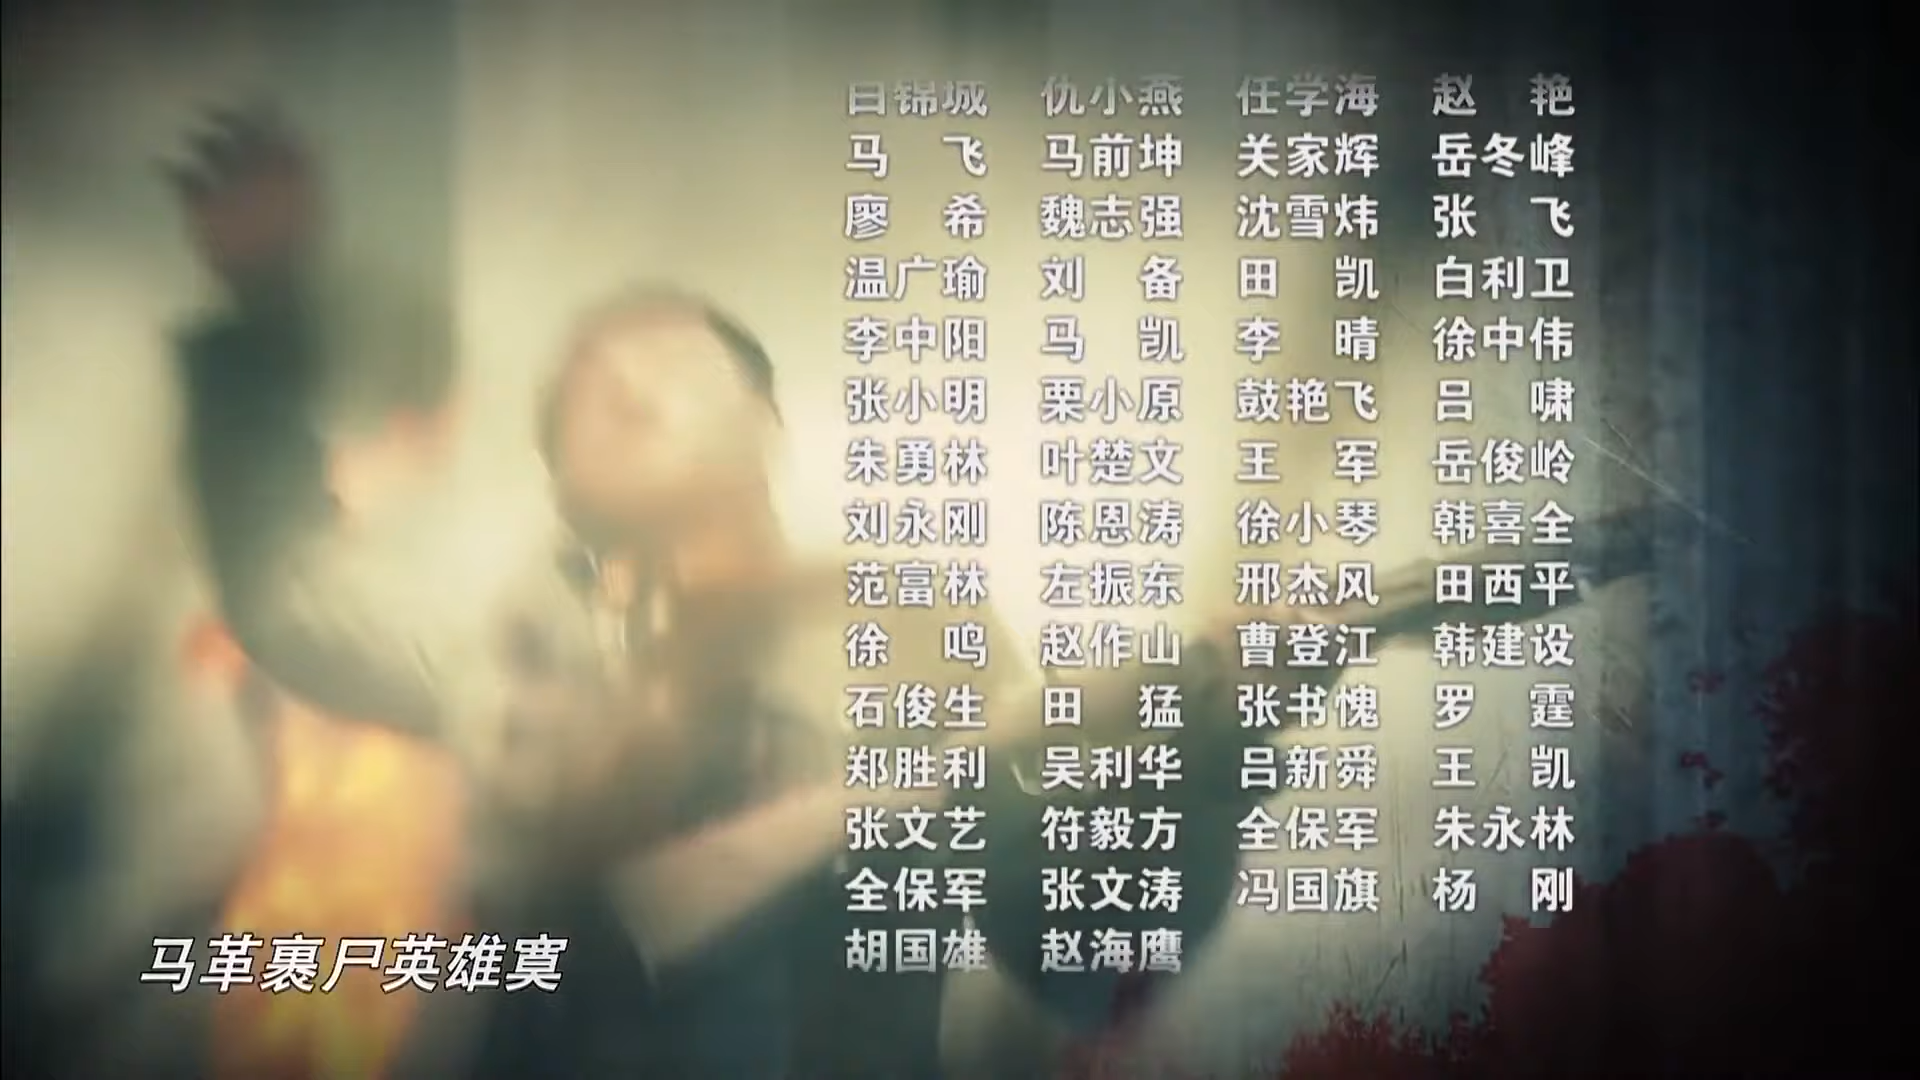 白锦城 仇小燕 任学海 赵 艳
马 飞 马前坤 关家辉 岳冬峰
廖 希 魏志强 沈雪炜 张 飞
温广瑜 刘 备 田 凯 白利卫
李中阳 马 凯 李 晴 徐中伟
张小明 栗小原 鼓艳飞 吕 啸
朱勇林 叶楚文 王 军 岳俊岭
刘永刚 陈恩涛 徐小琴 韩喜全
范富林 左振东 邢杰风 田西平
徐 鸣 赵作山 曹登江 韩建设
石俊生 田 猛 张书愧 罗 霆
郑胜利 吴利华 吕新舜 王 凯
张文艺 符毅方 全保军 朱永林
全保军 张文涛 冯国旗 杨 刚
胡国雄 赵海鹰
马革裹尸英雄寞